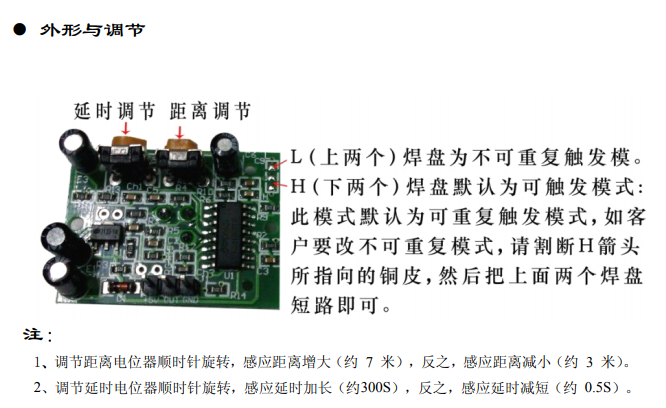 ● 外形与调节
延时调节 距离调节
L(上两个)焊盘为不可重复触发模。
H(下两个)焊盘默认为可触发模式:
此模式默认为可重复触发模式,如客
户要改不可重复模式,请割断H箭头
所指向的铜皮,然后把上面两个焊盘
短路即可。
U1
R14
+5V OUT GND
注:
1、调节距离电位器顺时针旋转，感应距离增大（约 7 米），反之，感应距离减小（约 3 米）。
2、调节延时电位器顺时针旋转，感应延时加长（约300S），反之，感应延时减短（约 0.5S）。